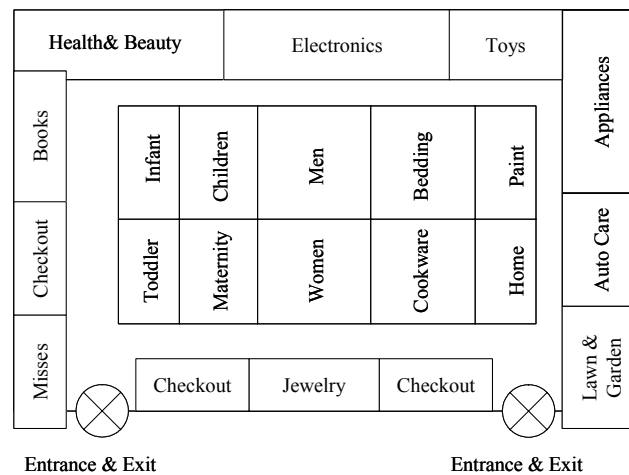 Health& Beauty
Electronics
Toys
Appliances
Books
Infant
Children
Men
Bedding
Paint
Checkout
Toddler
Maternity
Women
Cookware
Home
Auto Care
Misses
Checkout
Jewelry
Checkout
Lawn &
Garden
Entrance & Exit
Entrance & Exit